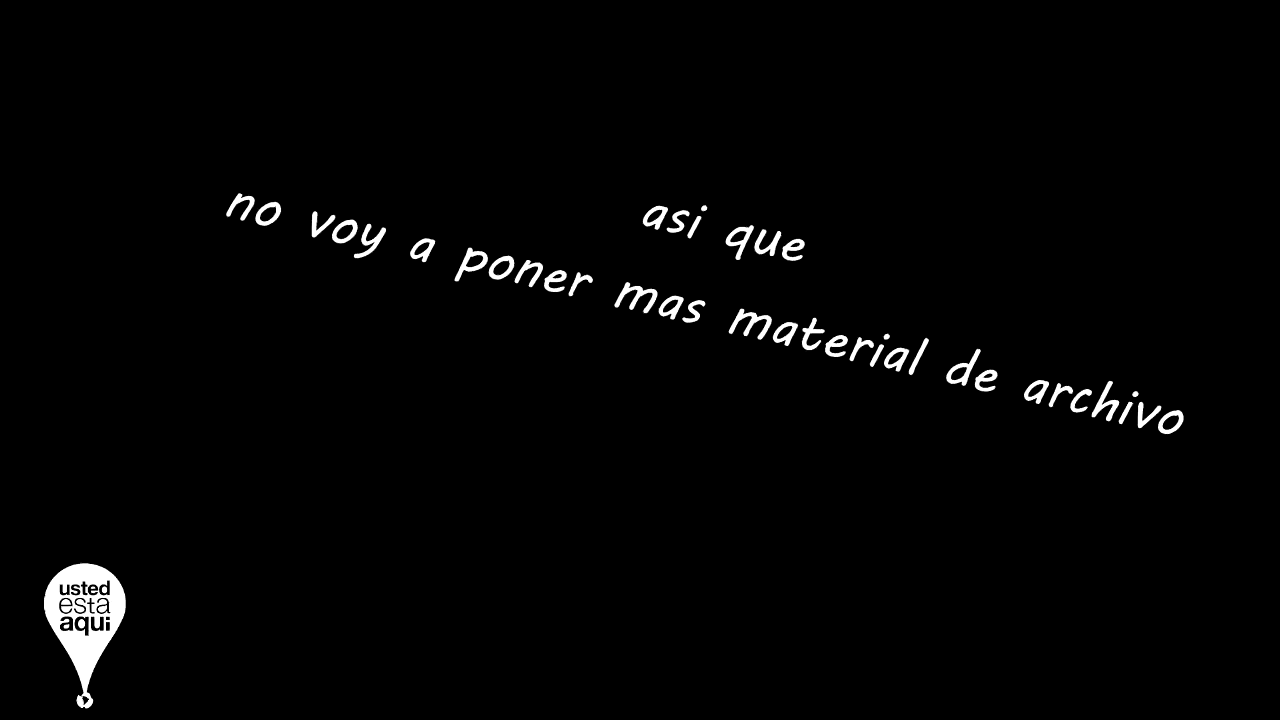 asi que
no voy a poner mas material de archivo
usted
esta
aqui